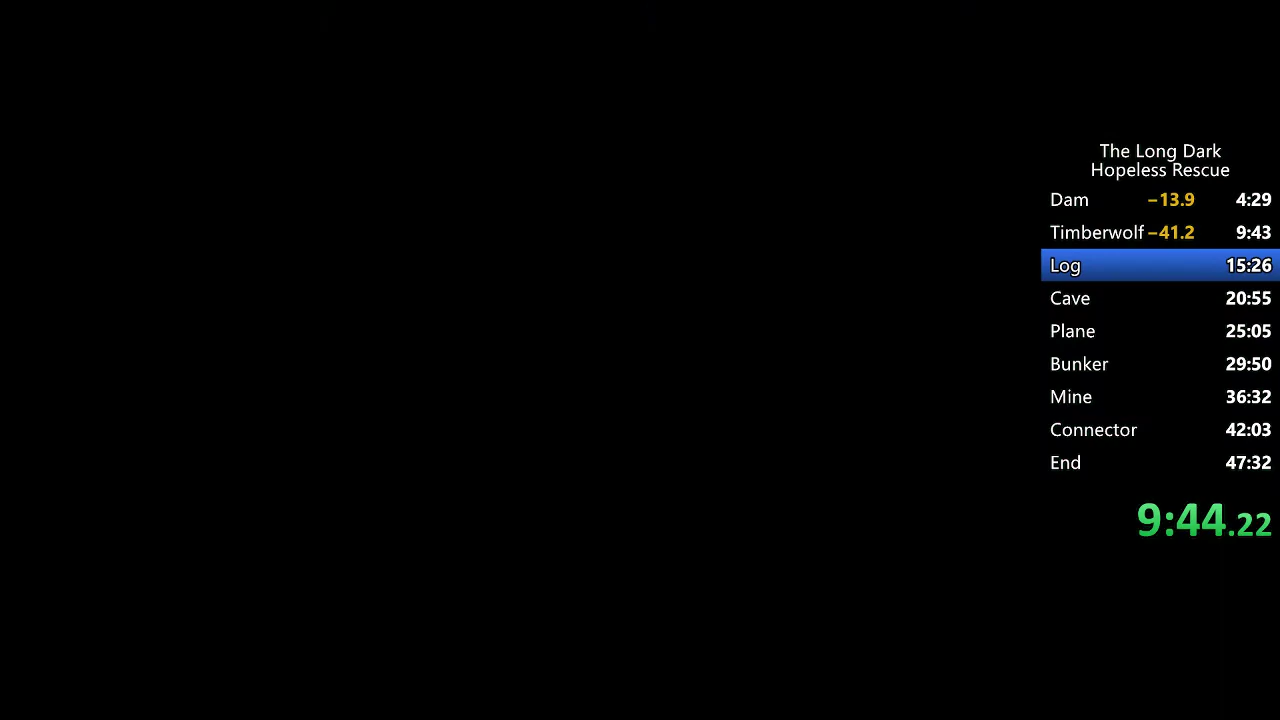 The Long Dark
Hopeless Rescue
Dam −13.9 4:29
Timberwolf −41.2 9:43
Log 15:26
Cave 20:55
Plane 25:05
Bunker 29:50
Mine 36:32
Connector 42:03
End 47:32
9:44.22